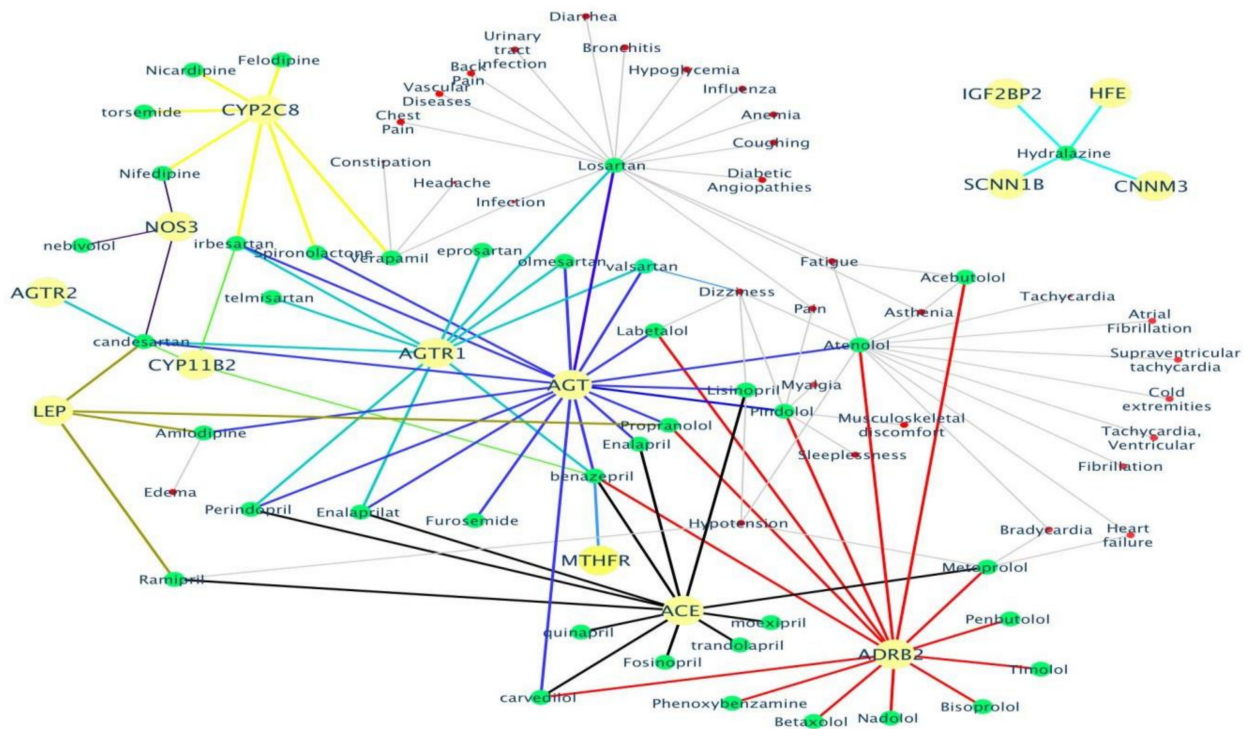 Diarrhea
Urinary
tract
infection
Bronchitis
Back
Pain
Hypoglycemia
Vascular
Diseases
Influenza
Chest
Pain
Anemia
Coughing
Diabetic
Angiopathies
Felodipine
Nicardipine
CYP2C8
torsemide
Nifedipine
Constipation
Headache
Infection
Losartan
IGF2BP2
HFE
Hydralazine
SCNN1B
CNNM3
NOS3
nebivolol
irbesartan
Spironolactone
Verapamil
eprosartan
olmesartan
valsartan
Fatigue
Acebutolol
AGTR2
telmisartan
Dizziness
Pain
Asthenia
Tachycardia
Atrial
Fibrillation
candesartan
CYP11B2
AGTR1
Labetalol
Atenolol
Supraventricular
tachycardia
AGT
Lisinopril
Myalgia
Cold
extremities
LEP
Pindolol
Musculoskeletal
discomfort
Amlodipine
Propranolol
Enalapril
Sleeplessness
Tachycardia,
Ventricular
Fibrillation
Edema
benazepril
Perindopril
Enalaprilat
Furosemide
Hypotension
Bradycardia
Heart
failure
MTHFR
Ramipril
Metoprolol
ACE
quinapril
moexipril
trandolapril
Fosinopril
Penbutolol
ADRB2
Timolol
carvedilol
Phenoxybenzamine
Betaxolol
Nadolol
Bisoprolol